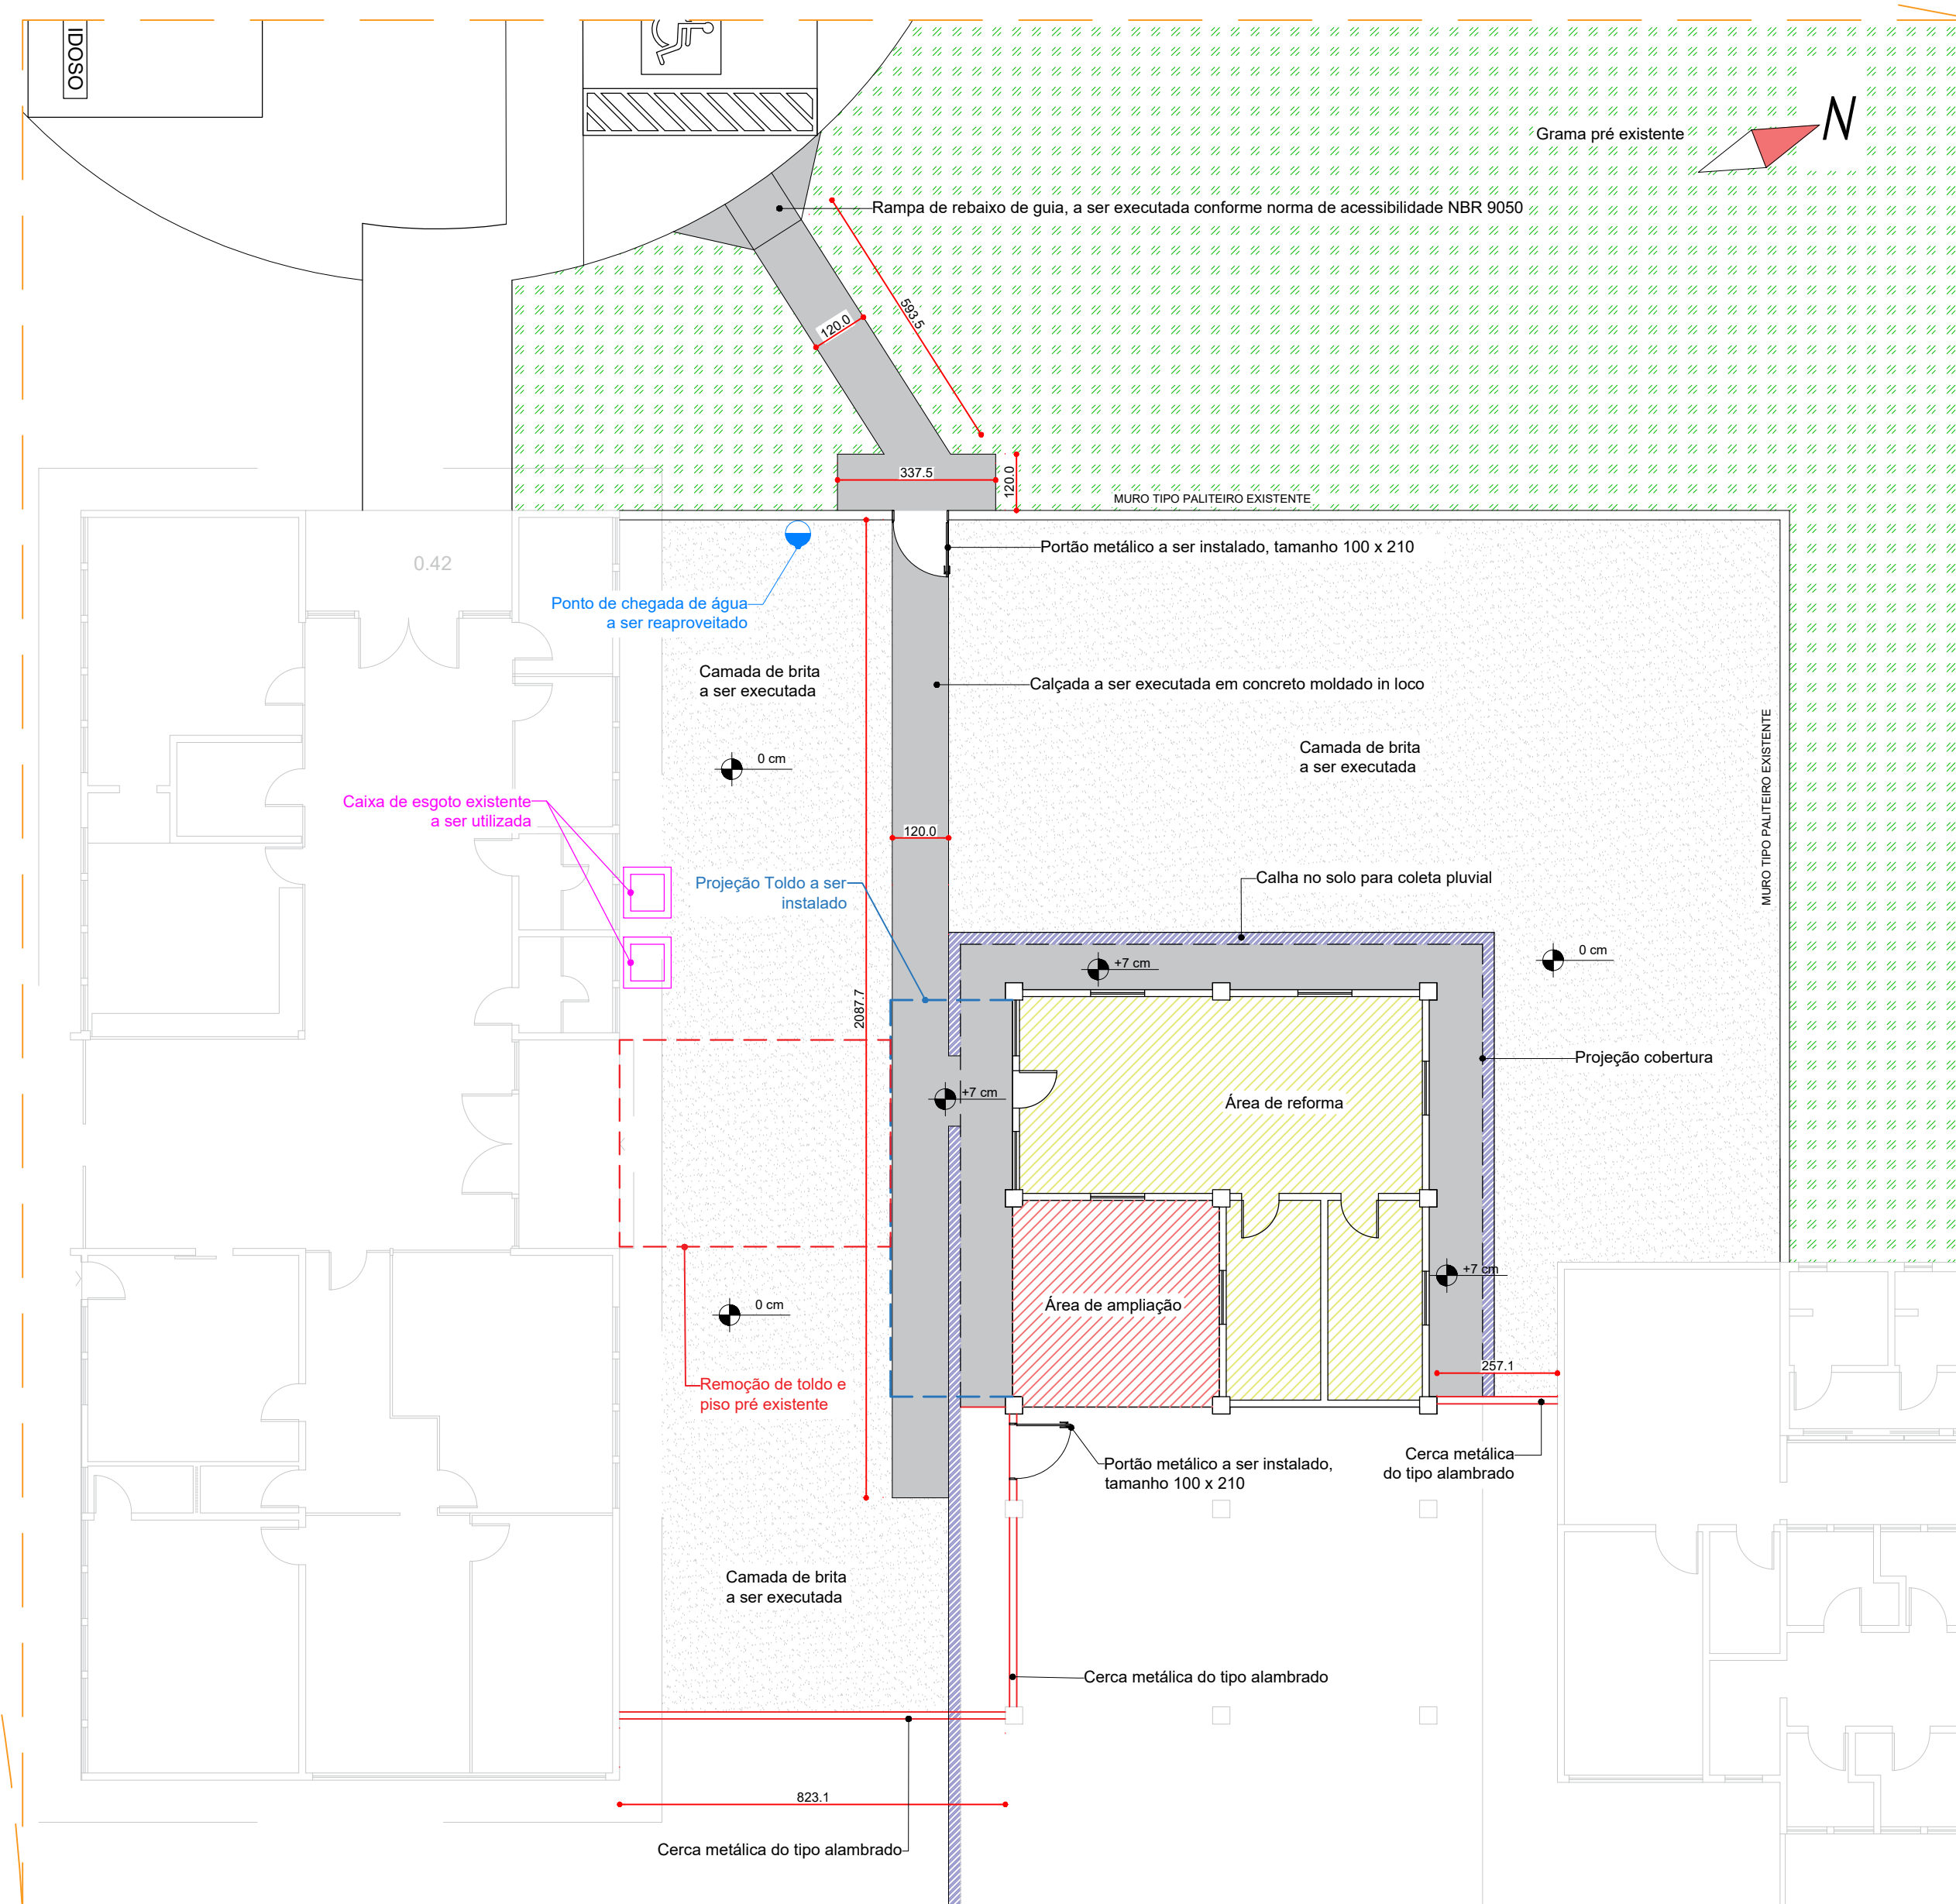 IDOSO
N
Grama pré existente
Rampa de rebaixo de guia, a ser executada conforme norma de acessibilidade NBR 9050
593.5
120.0
337.5
120.0
MURO TIPO PALITEIRO EXISTENTE
Portão metálico a ser instalado, tamanho 100 x 210
0.42
Ponto de chegada de água
a ser reaproveitado
Camada de brita
a ser executada
Calçada a ser executada em concreto moldado in loco
MURO TIPO PALITEIRO EXISTENTE
Camada de brita
a ser executada
0 cm
Caixa de esgoto existente
a ser utilizada
120.0
Projeção Toldo a ser
instalado
Calha no solo para coleta pluvial
0 cm
+7 cm
2087.7
Projeção cobertura
+7 cm
Área de reforma
+7 cm
0 cm
Área de ampliação
257.1
Remoção de toldo e
piso pré existente
Cerca metálica
do tipo alambrado
Portão metálico a ser instalado,
tamanho 100 x 210
Camada de brita
a ser executada
Cerca metálica do tipo alambrado
823.1
Cerca metálica do tipo alambrado